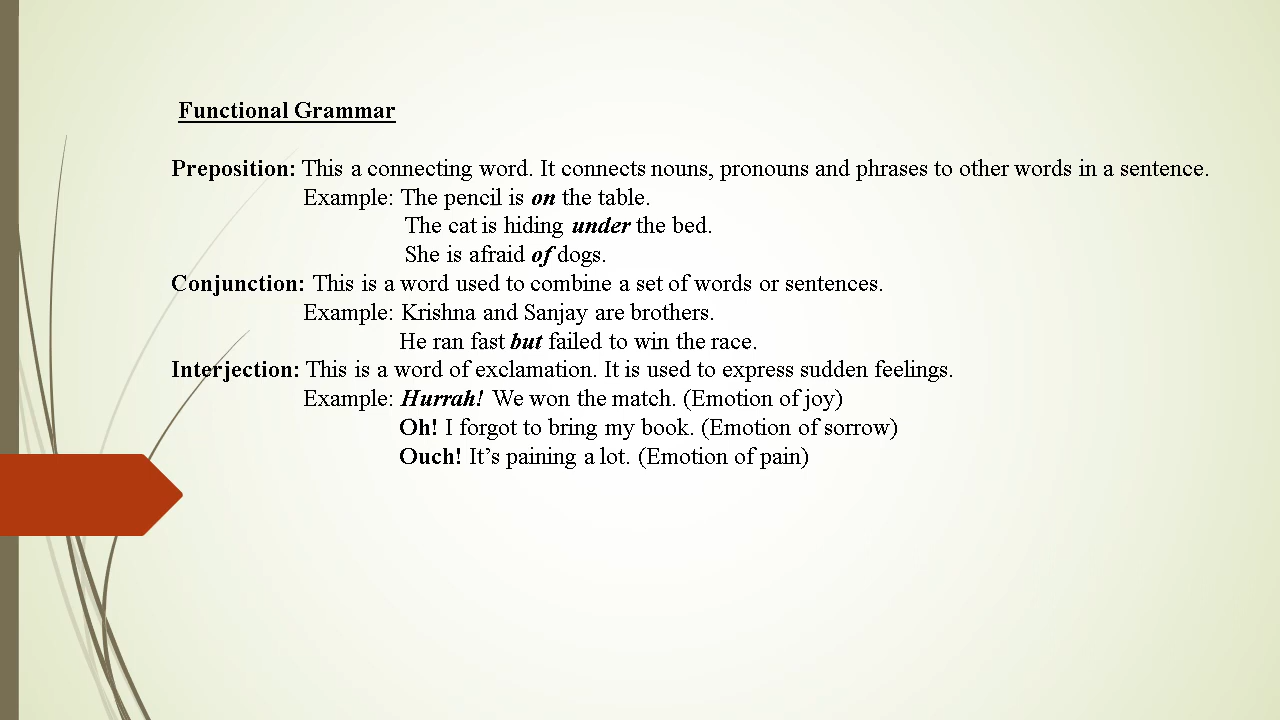 Functional Grammar
Preposition: This a connecting word. It connects nouns, pronouns and phrases to other words in a sentence.
Example: The pencil is on the table.
The cat is hiding under the bed.
She is afraid of dogs.
Conjunction: This is a word used to combine a set of words or sentences.
Example: Krishna and Sanjay are brothers.
He ran fast but failed to win the race.
Interjection: This is a word of exclamation. It is used to express sudden feelings.
Example: Hurrah! We won the match. (Emotion of joy)
Oh! I forgot to bring my book. (Emotion of sorrow)
Ouch! It’s paining a lot. (Emotion of pain)